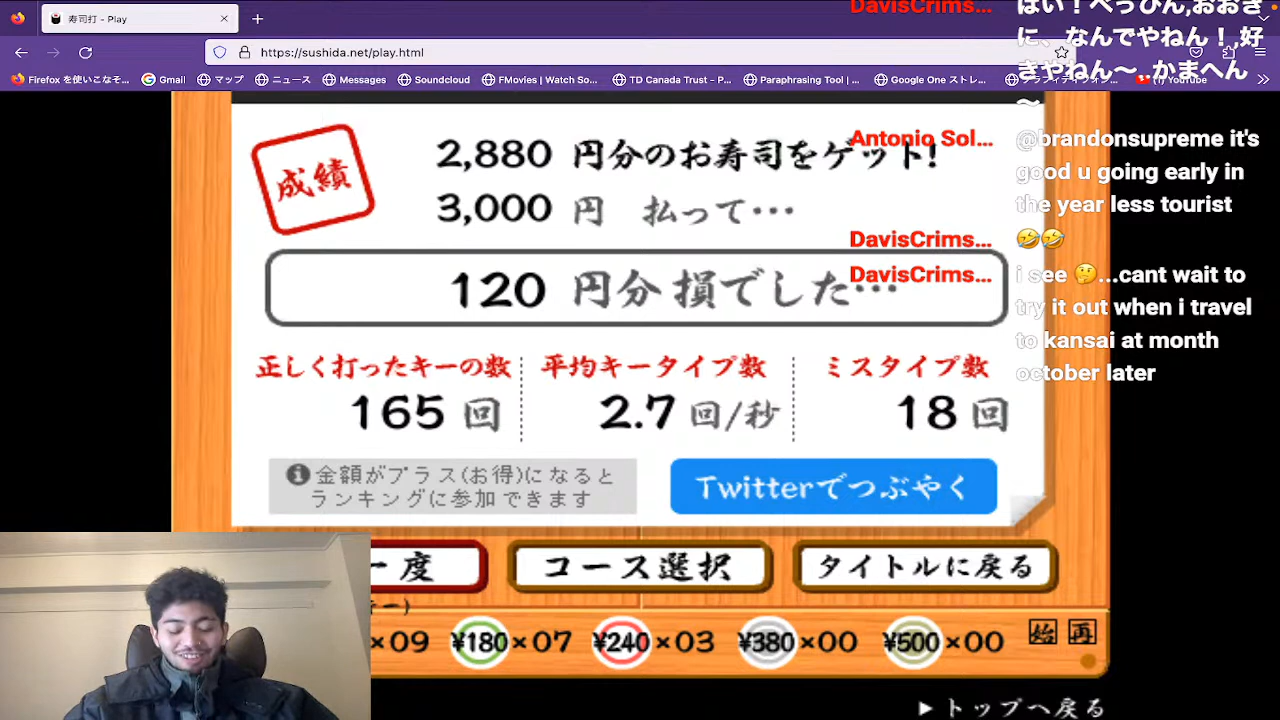 寿司打 - Play
https://sushida.net/play.html
Firefox を使いこなそ...
Gmail
マップ
ニュース
Messenger
Soundcloud
FMovies | Watch So...
TD Canada Trust - P...
Paraphrasing Tool |...
Google One ストレ...
DavisCrims...
はい！べっぴん,おおき
に、なんでやねん！,好
きやねん〜..かまへん
〜
Antonio Sol...
@brandonsupreme it's
good u going early in
the year less tourist
DavisCrims...
🤣🤣
DavisCrims...
i see 🤔...cant wait to
try it out when i travel
to kansai at month
october later
成績
2,880 円分のお寿司をゲット!
3,000 円 払って…
120 円分 損でした…
正しく打ったキーの数
165 回
平均キータイプ数
2.7 回/秒
ミスタイプ数
18 回
金額がプラス(お得)になると
ランキングに参加できます
Twitterでつぶやく
一度
コース選択
タイトルに戻る
×09
¥180×07
¥240×03
¥380×00
¥500×00
始
再
▶トップへ戻る